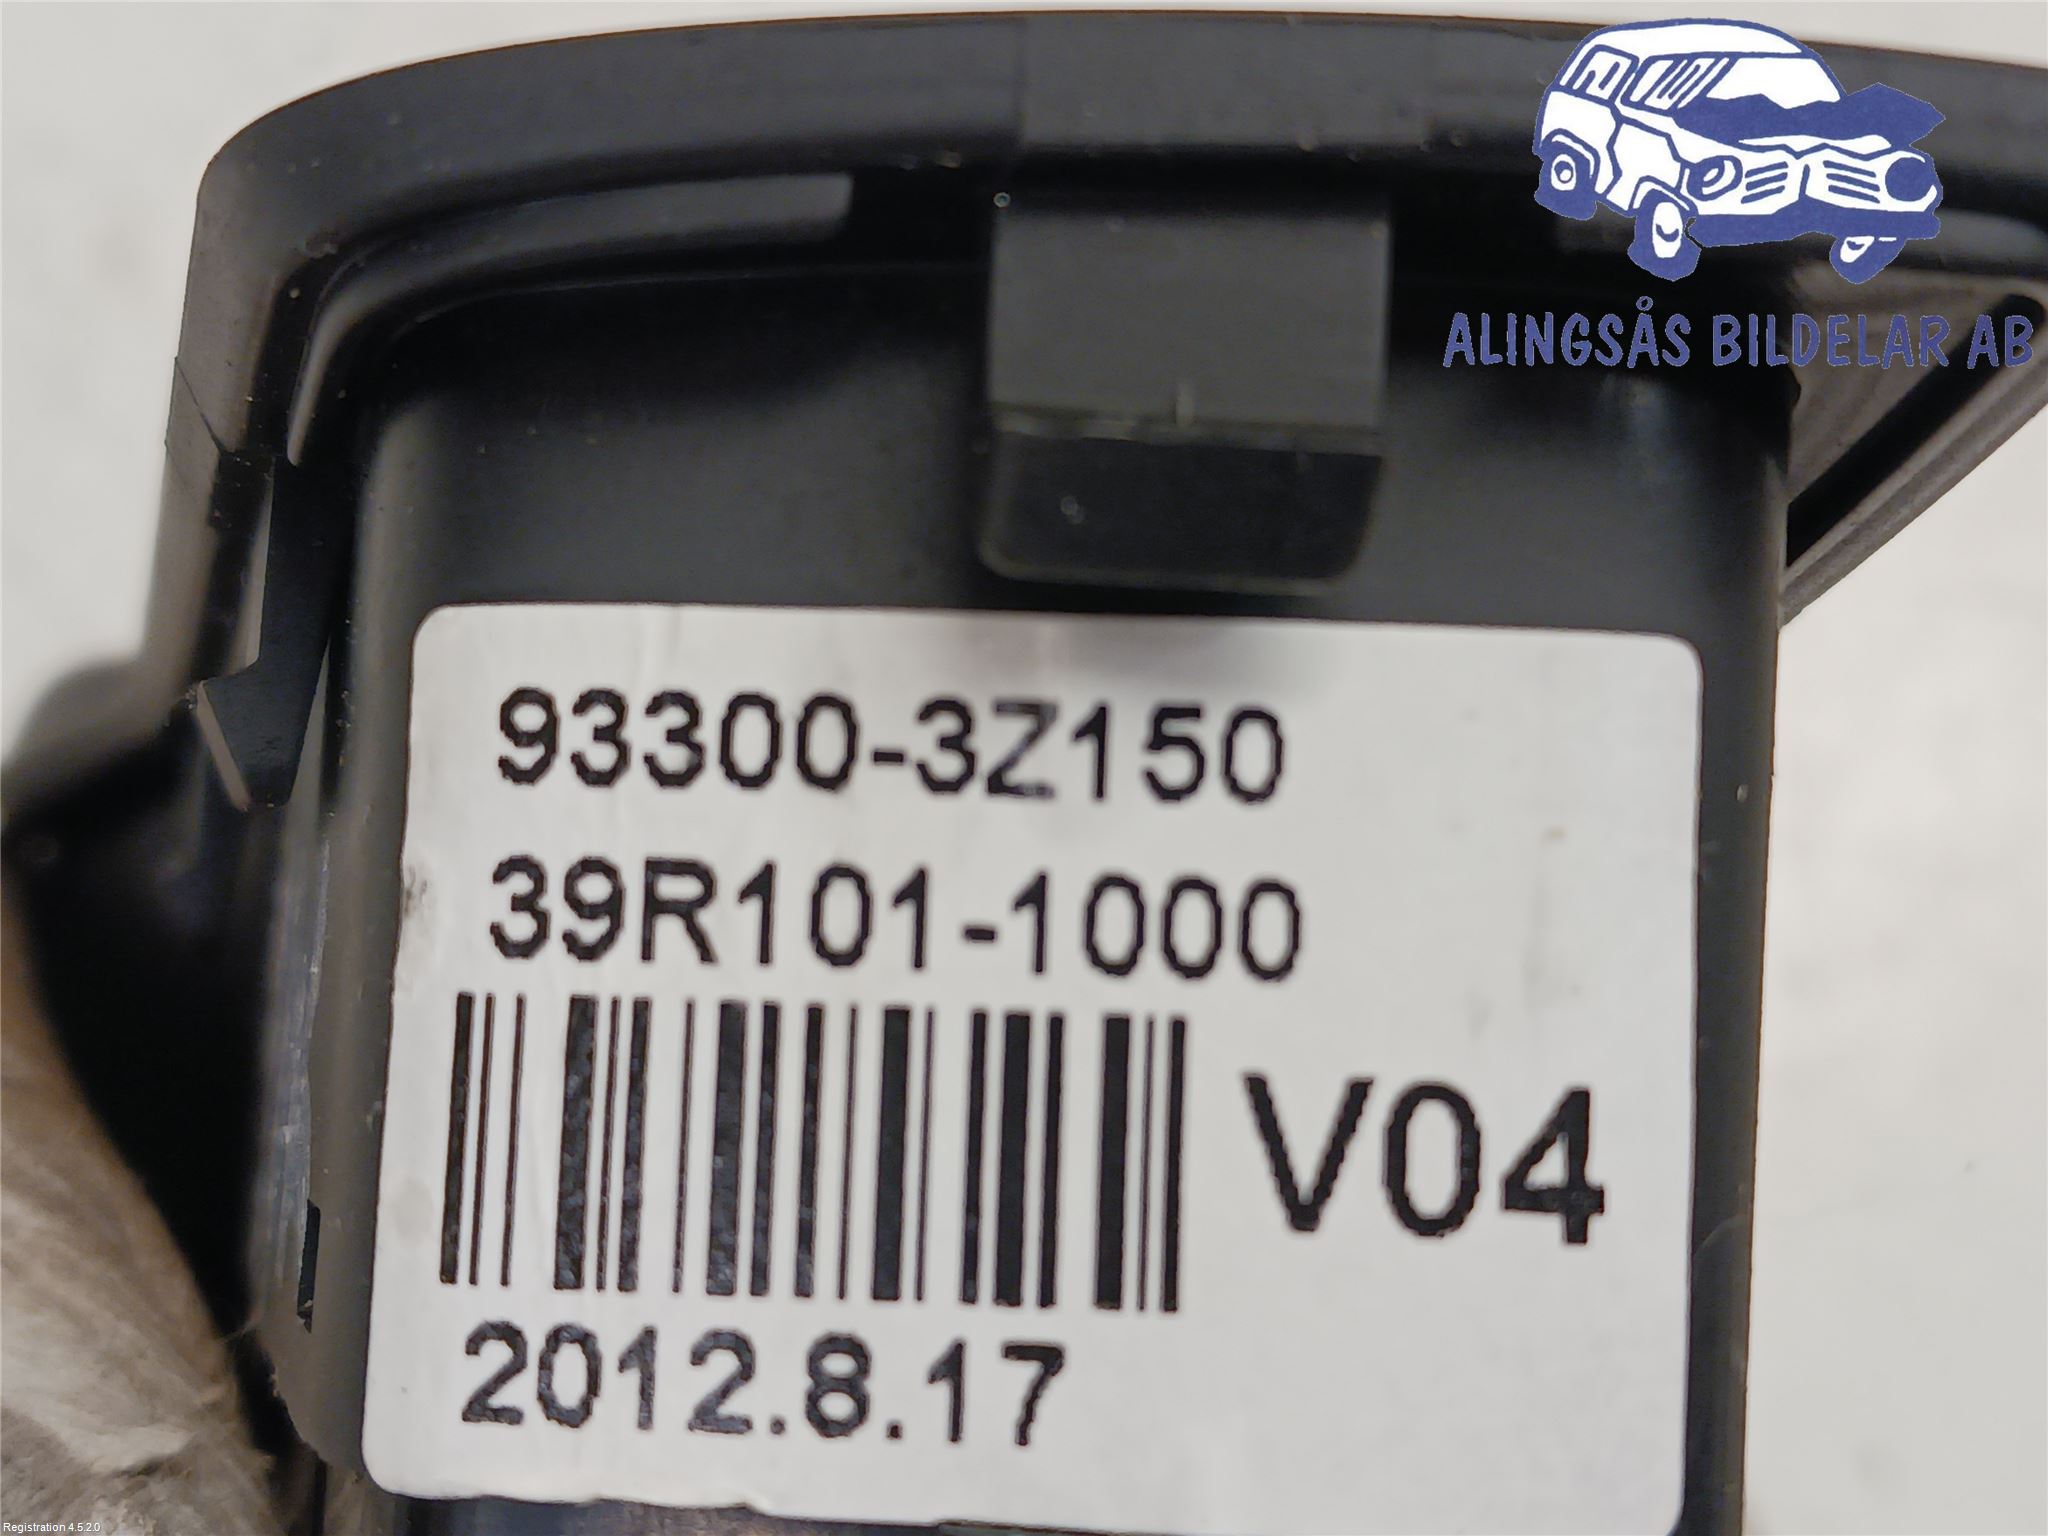 ALINGSÅS BILDELAR AB
93300-3Z150
39R101-1000
V04
2012.8.17
Registration 4.5.2.0